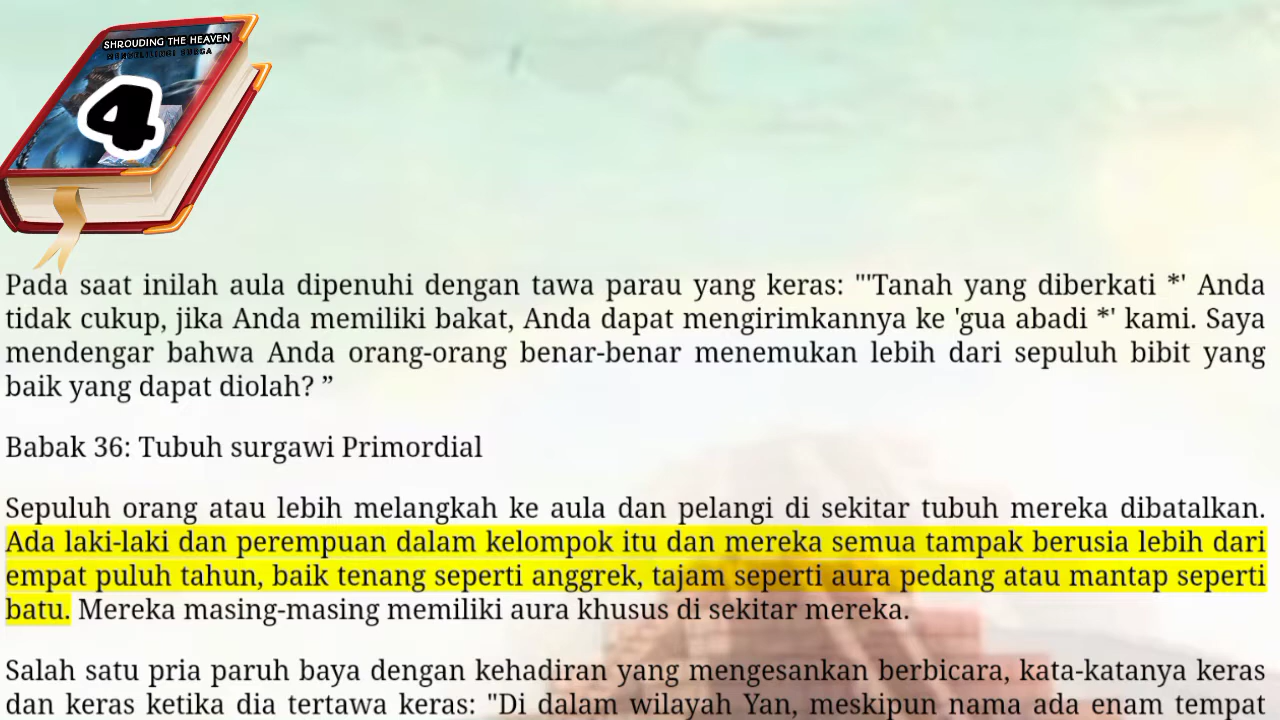 SHROUDING THE HEAVEN
4
Pada saat inilah aula dipenuhi dengan tawa parau yang keras: "'Tanah yang diberkati *' Anda
tidak cukup, jika Anda memiliki bakat, Anda dapat mengirimkannya ke 'gua abadi *' kami. Saya
mendengar bahwa Anda orang-orang benar-benar menemukan lebih dari sepuluh bibit yang
baik yang dapat diolah? ”
Babak 36: Tubuh surgawi Primordial
Sepuluh orang atau lebih melangkah ke aula dan pelangi di sekitar tubuh mereka dibatalkan.
Ada laki-laki dan perempuan dalam kelompok itu dan mereka semua tampak berusia lebih dari
empat puluh tahun, baik tenang seperti anggrek, tajam seperti aura pedang atau mantap seperti
batu. Mereka masing-masing memiliki aura khusus di sekitar mereka.
Salah satu pria paruh baya dengan kehadiran yang mengesankan berbicara, kata-katanya keras
dan keras ketika dia tertawa keras: "Di dalam wilayah Yan, meskipun nama ada enam tempat